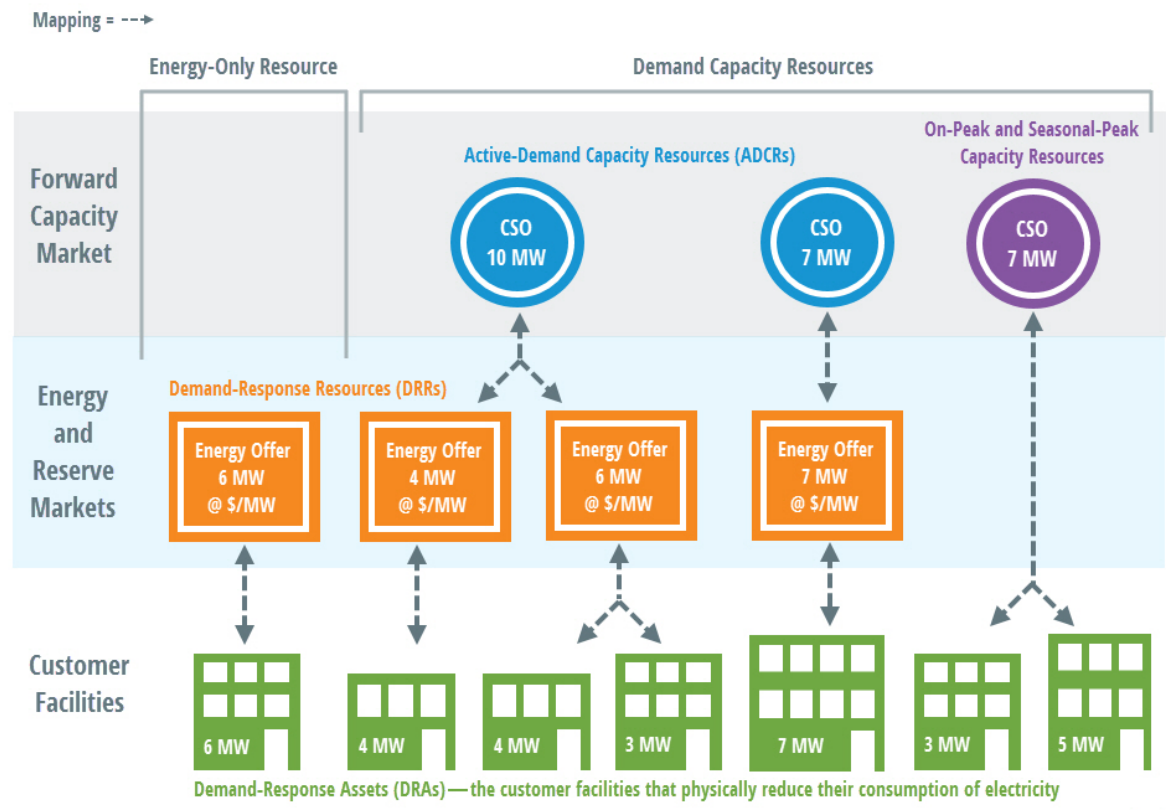 Mapping =
Energy-Only Resource
Demand Capacity Resources
Forward
Capacity
Market
Active-Demand Capacity Resources (ADCRs)
On-Peak and Seasonal-Peak
Capacity Resources
CSO
10 MW
CSO
7 MW
CSO
7 MW
Energy
and
Reserve
Markets
Demand-Response Resources (DRRs)
Energy Offer
6 MW
@ $/MW
Energy Offer
4 MW
@ $/MW
Energy Offer
6 MW
@ $/MW
Energy Offer
7 MW
@ $/MW
Customer
Facilities
6 MW
4 MW
4 MW
3 MW
7 MW
3 MW
5 MW
Demand-Response Assets (DRAs)—the customer facilities that physically reduce their consumption of electricity